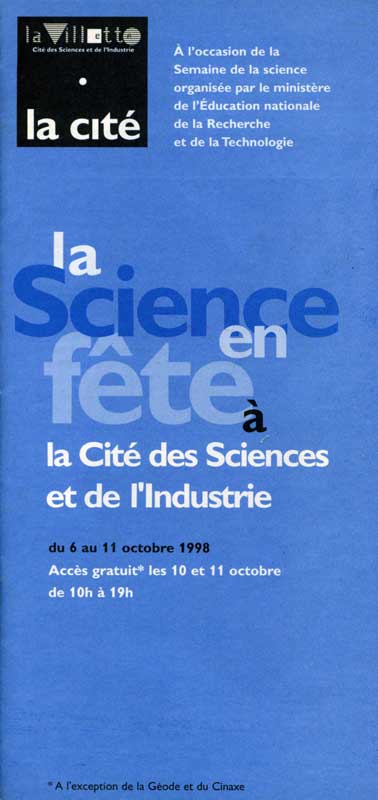 la Villette
Cité des Sciences et de l'Industrie
la cité
À l'occasion de la
Semaine de la science
organisée par le ministère
de l'Éducation nationale
de la Recherche
et de la Technologie
la
Science
en
fête
à
la Cité des Sciences
et de l'Industrie
du 6 au 11 octobre 1998
Accès gratuit* les 10 et 11 octobre
de 10h à 19h
* A l'exception de la Géode et du Cinaxe